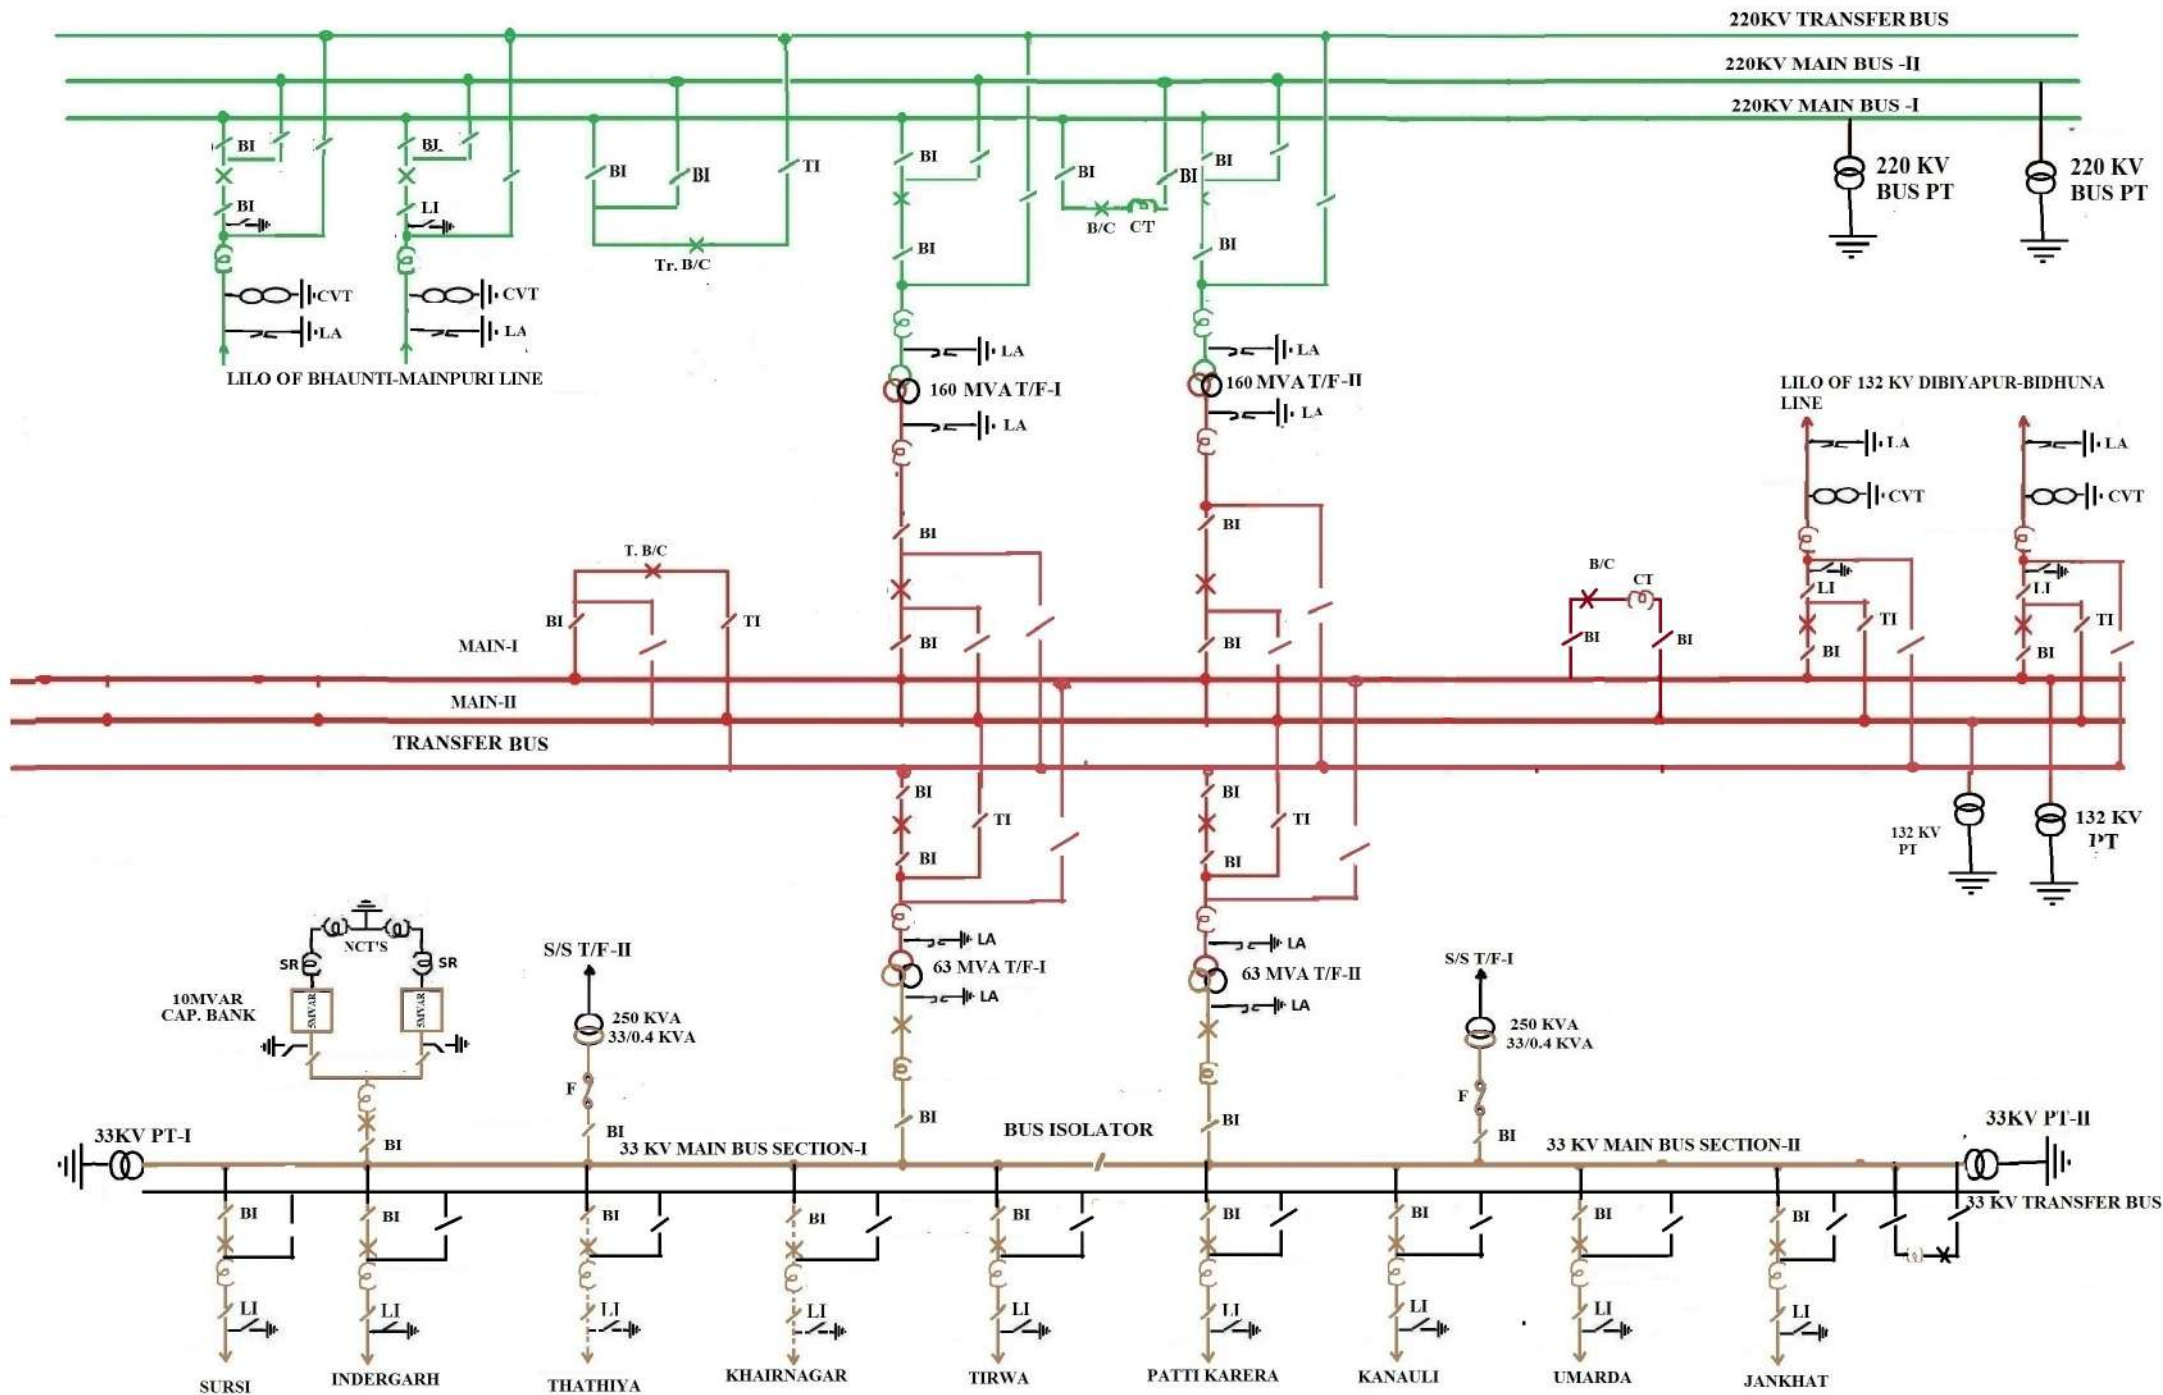 220KV TRANSFER BUS
220KV MAIN BUS -II
220KV MAIN BUS -I
BI
BI
BI
LI
BI
BI
TI
BI
BI
BI
BI
BI
BI
B/C
CT
Tr. B/C
220 KV
BUS PT
220 KV
BUS PT
CVT
CVT
LA
LA
LILO OF BHAUNTI-MAINPURI LINE
LA
LA
160 MVA T/F-I
160 MVA T/F-II
LA
LA
LILO OF 132 KV DIBIYAPUR-BIDHUNA
LINE
LA
LA
CVT
CVT
BI
BI
T. B/C
B/C
CT
BI
TI
BI
BI
BI
BI
LI
TI
BI
LI
TI
BI
MAIN-I
MAIN-II
TRANSFER BUS
BI
BI
TI
TI
BI
BI
132 KV
PT
132 KV
PT
NCT'S
SR
SR
10MVAR
CAP. BANK
5MVAR
5MVAR
S/S T/F-II
250 KVA
33/0.4 KVA
F
BI
LA
63 MVA T/F-I
LA
LA
63 MVA T/F-II
LA
S/S T/F-I
250 KVA
33/0.4 KVA
F
BI
BI
BI
BI
33KV PT-I
33 KV MAIN BUS SECTION-I
BUS ISOLATOR
33 KV MAIN BUS SECTION-II
33KV PT-II
33 KV TRANSFER BUS
BI
BI
BI
BI
BI
BI
BI
BI
BI
LI
LI
LI
LI
LI
LI
LI
LI
LI
SURSI
INDERGARH
THATHIYA
KHAIRNAGAR
TIRWA
PATTI KARERA
KANAULI
UMARDA
JANKHAT